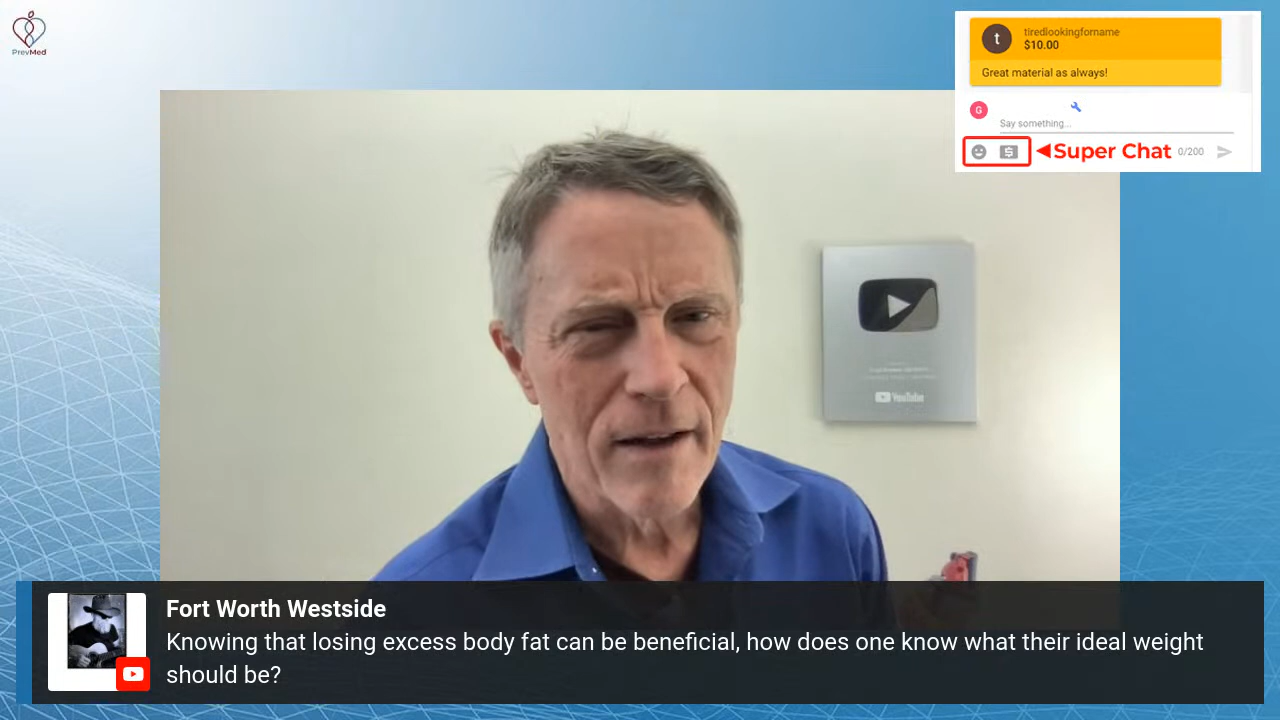 PrevMed
tiredlookingforname
$10.00
t
Great material as always!
G
Say something...
Super Chat
0/200
YouTube
Fort Worth Westside
Knowing that losing excess body fat can be beneficial, how does one know what their ideal weight
should be?